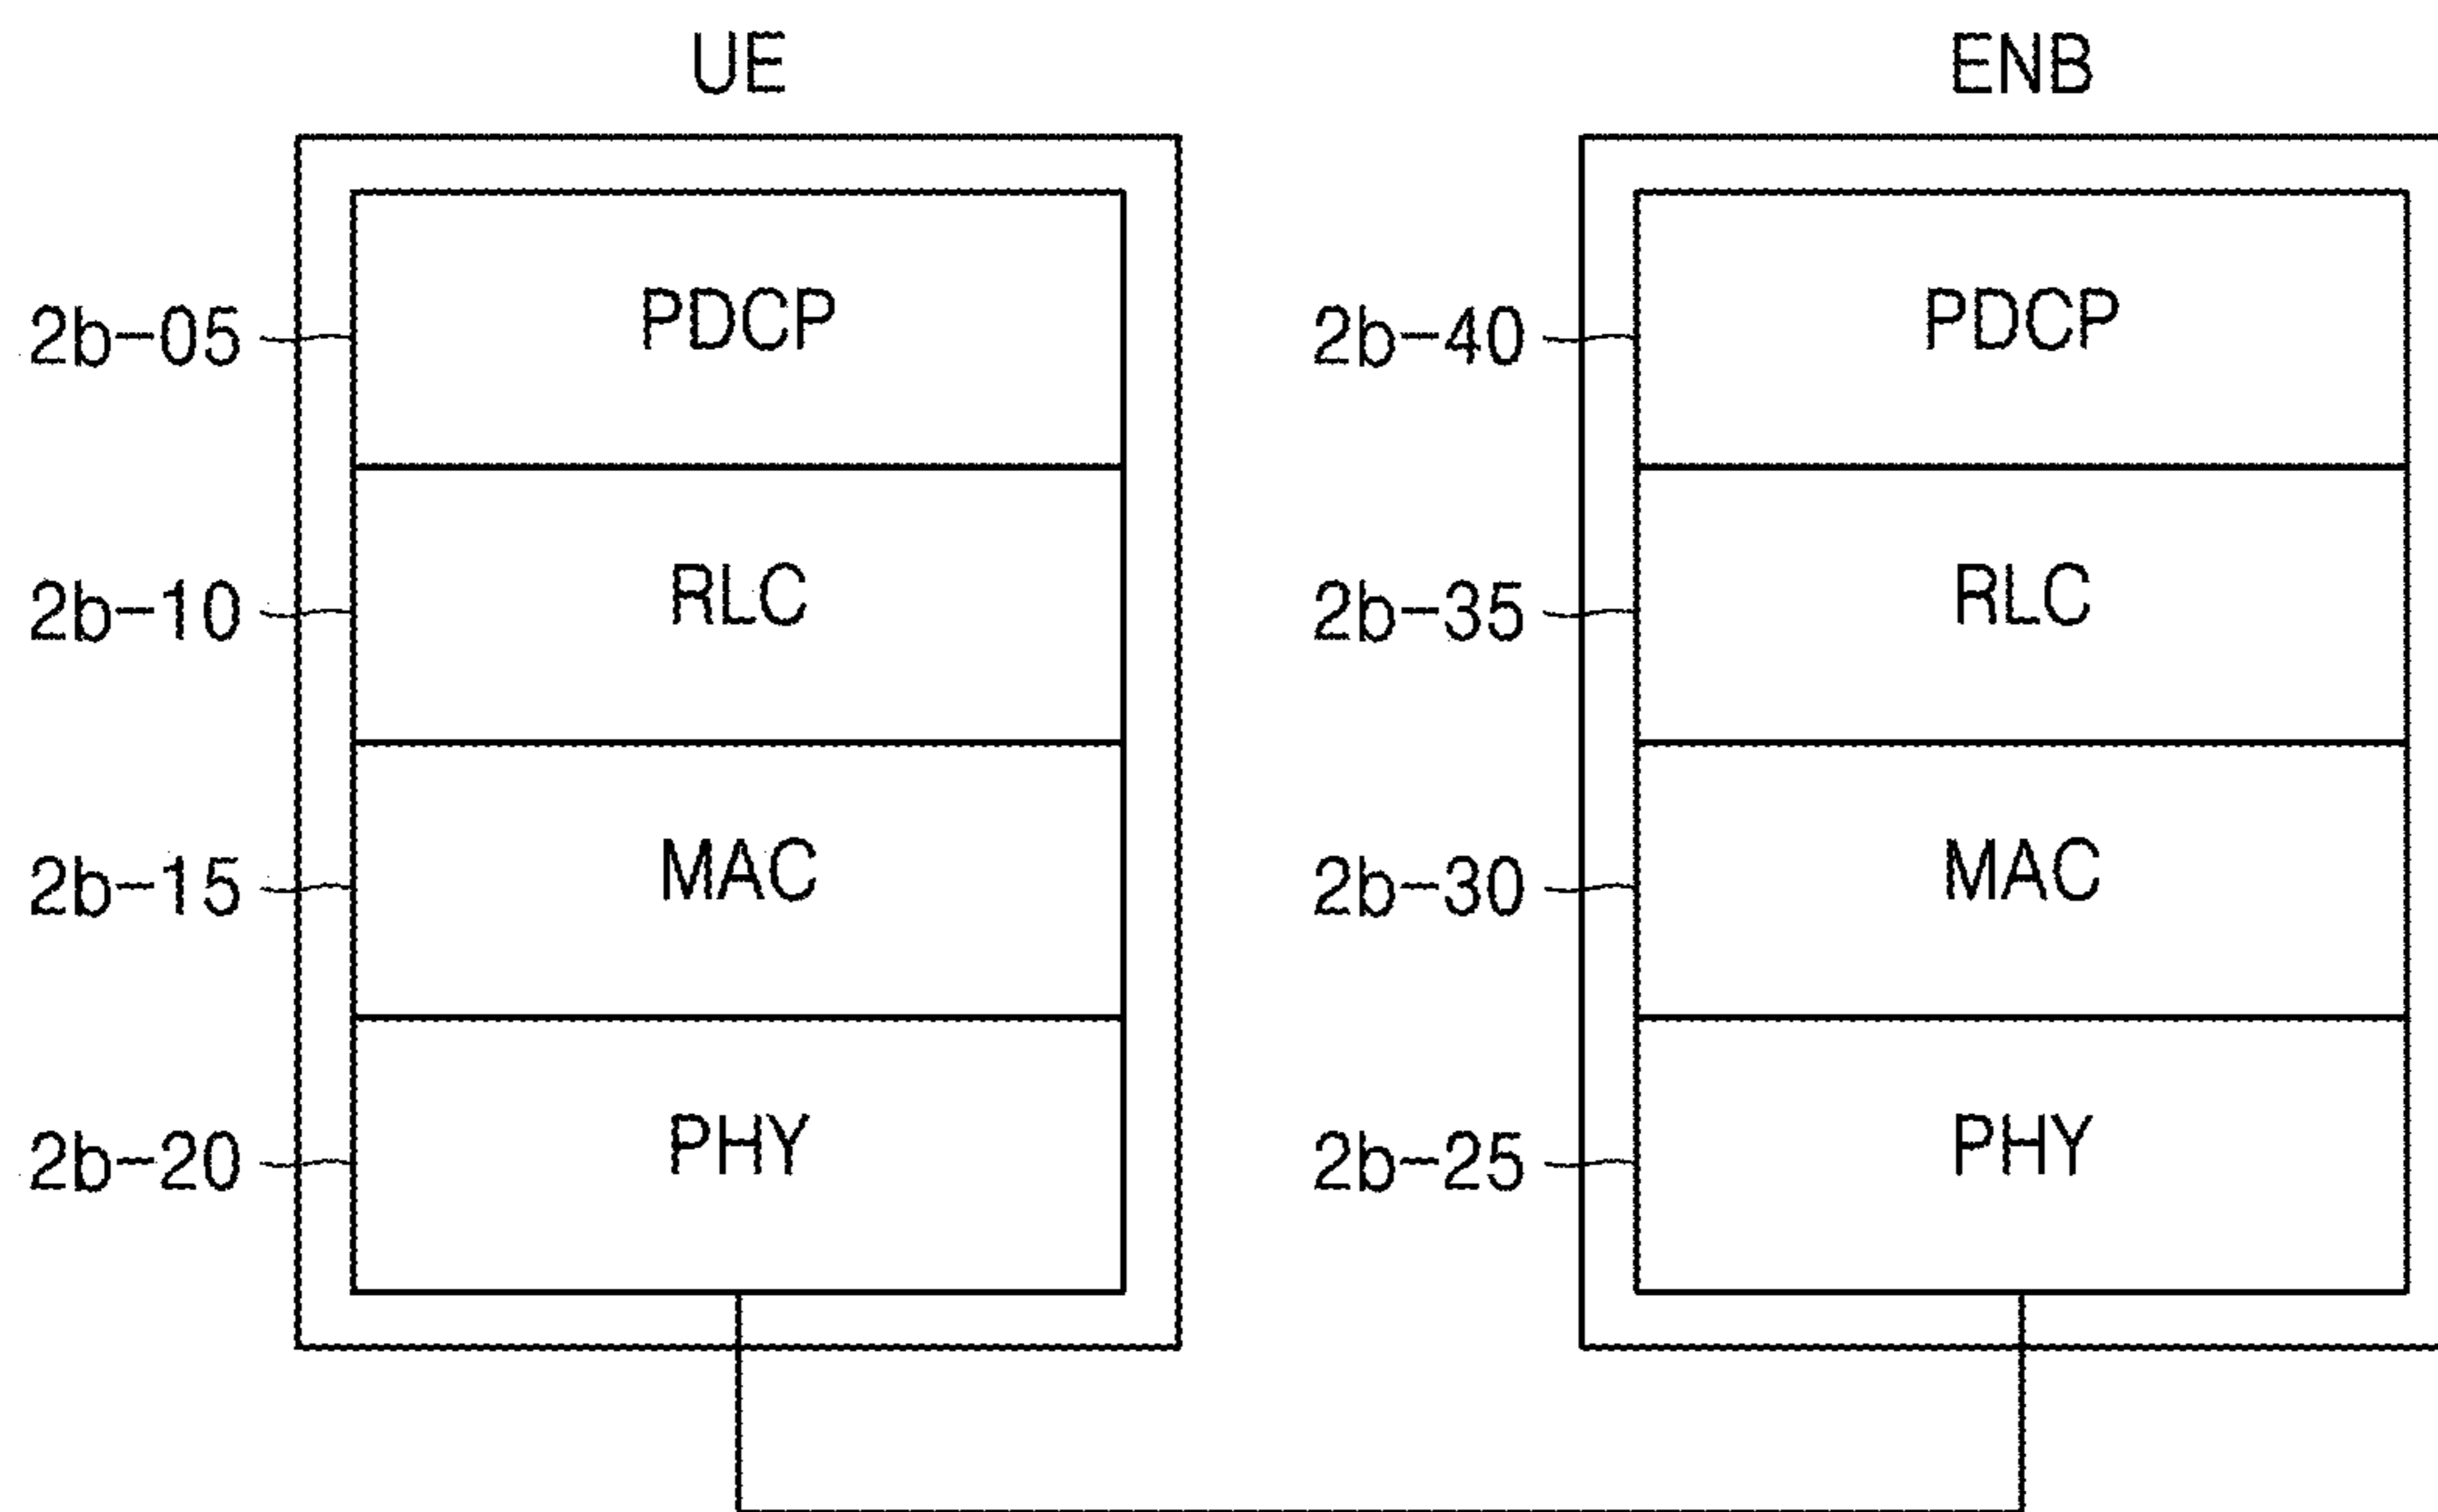 UE ENB
2b-05 PDCP 2b-40 PDCP
2b-10 RLC 2b-35 RLC
2b-15 MAC 2b-30 MAC
2b-20 PHY 2b-25 PHY